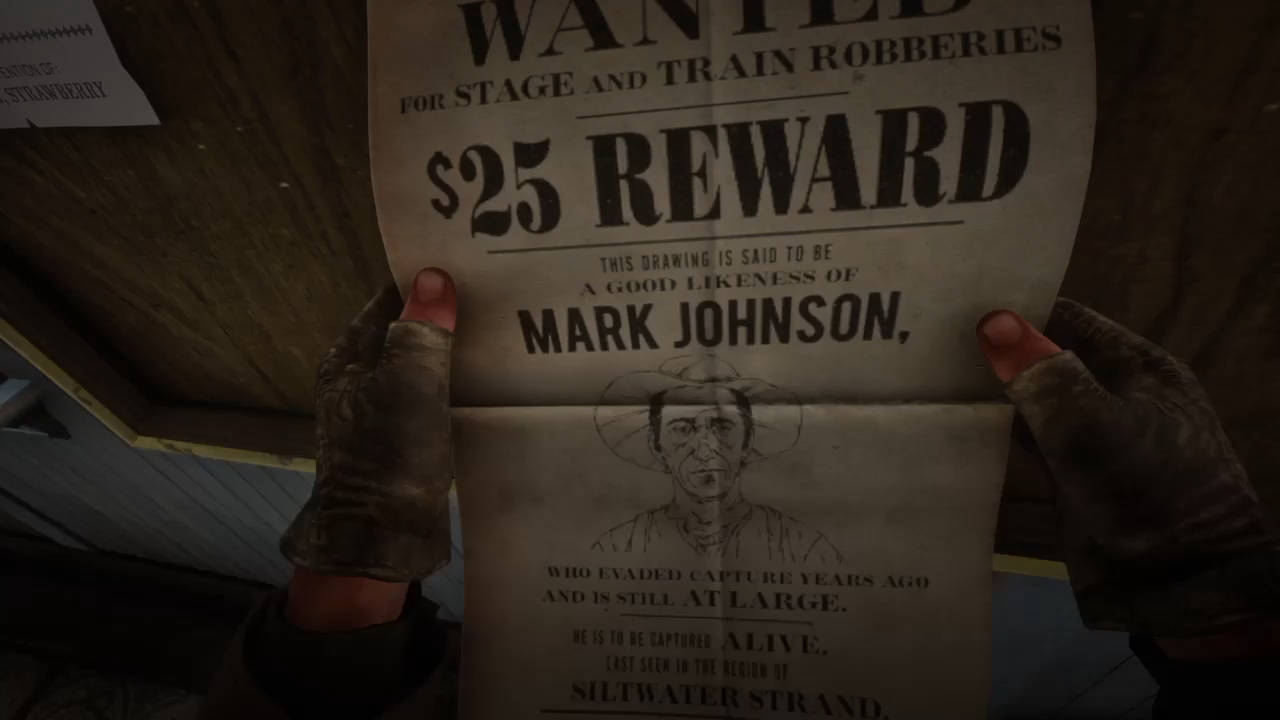 WANTED
FOR STAGE AND TRAIN ROBBERIES
$25 REWARD
THIS DRAWING IS SAID TO BE
A GOOD LIKENESS OF
MARK JOHNSON,
WHO EVADED CAPTURE YEARS AGO
AND IS STILL AT LARGE.
HE IS TO BE CAPTURED ALIVE.
LAST SEEN IN THE REGION OF
SILTWATER STRAND.
OF:
STRAWBERRY